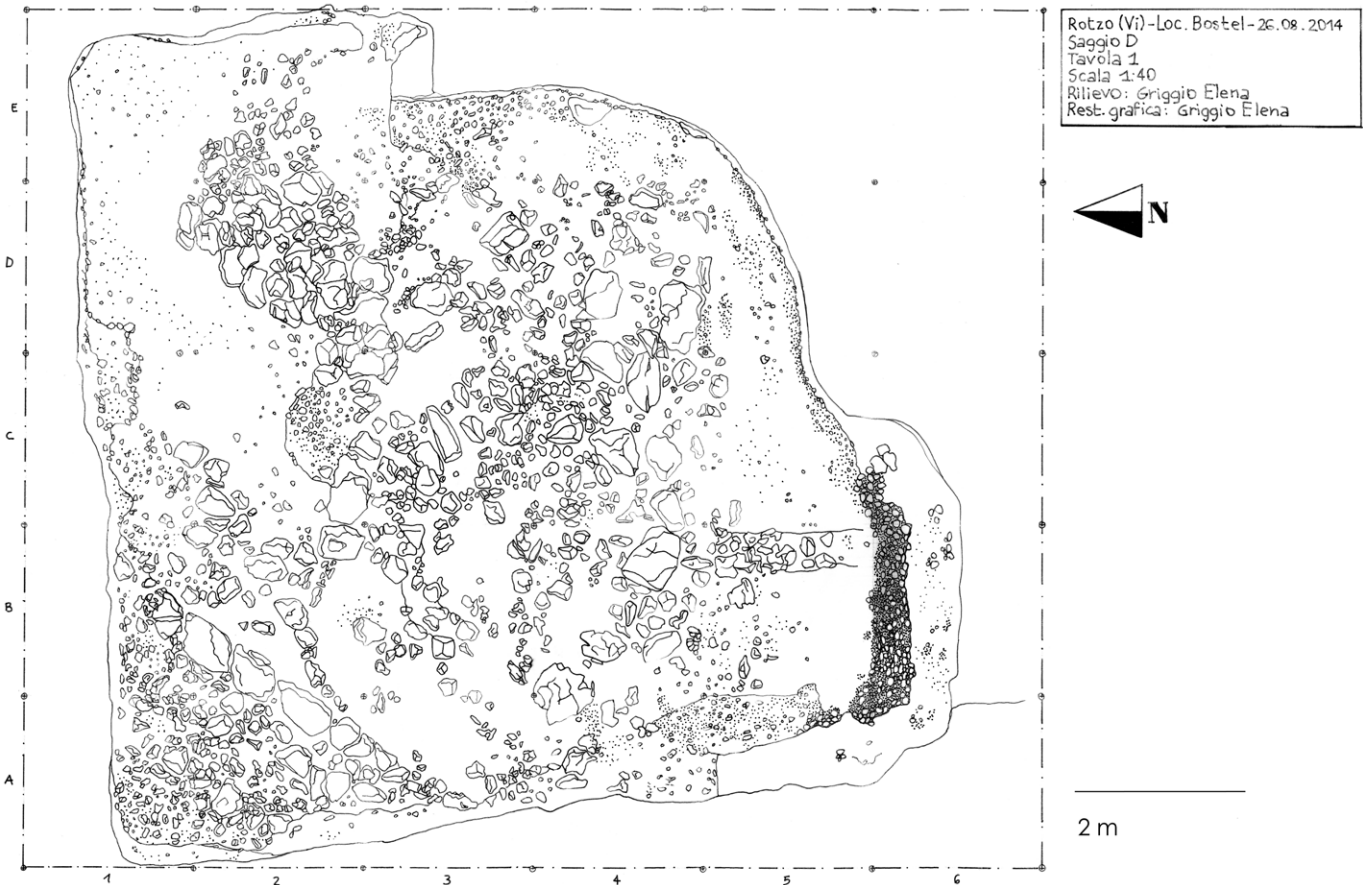 Rotzo (Vi)-Loc. Bostel-26.08.2014
Saggio D
Tavola 1
Scala 1:40
Rilievo: Griggio Elena
Rest. grafica: Griggio Elena
N
E
D
C
B
A
2 m
1 2 3 4 5 6